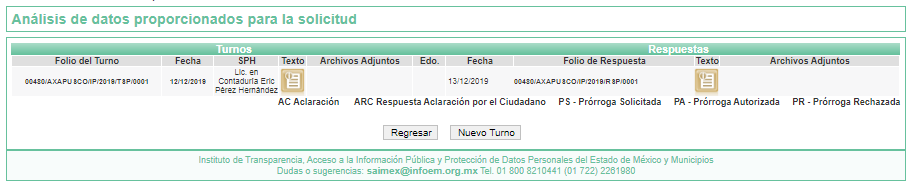 Análisis de datos proporcionados para la solicitud
Turnos Respuestas
Folio del Turno Fecha SPH Texto Archivos Adjuntos Edo. Fecha Folio de Respuesta Texto Archivos Adjuntos
00480/AXAPUSCO/IP/2019/TSP/0001 12/12/2019 Lic. en Contaduría Eric Pérez Hernández 13/12/2019 00480/AXAPUSCO/IP/2019/RSP/0001
AC Aclaración ARC Respuesta Aclaración por el Ciudadano PS - Prórroga Solicitada PA - Prórroga Autorizada PR - Prórroga Rechazada
Regresar Nuevo Turno
Instituto de Transparencia, Acceso a la Información Pública y Protección de Datos Personales del Estado de México y Municipios
Dudas o sugerencias: saimex@infoem.org.mx Tel. 01 800 8210441 (01 722) 2261980